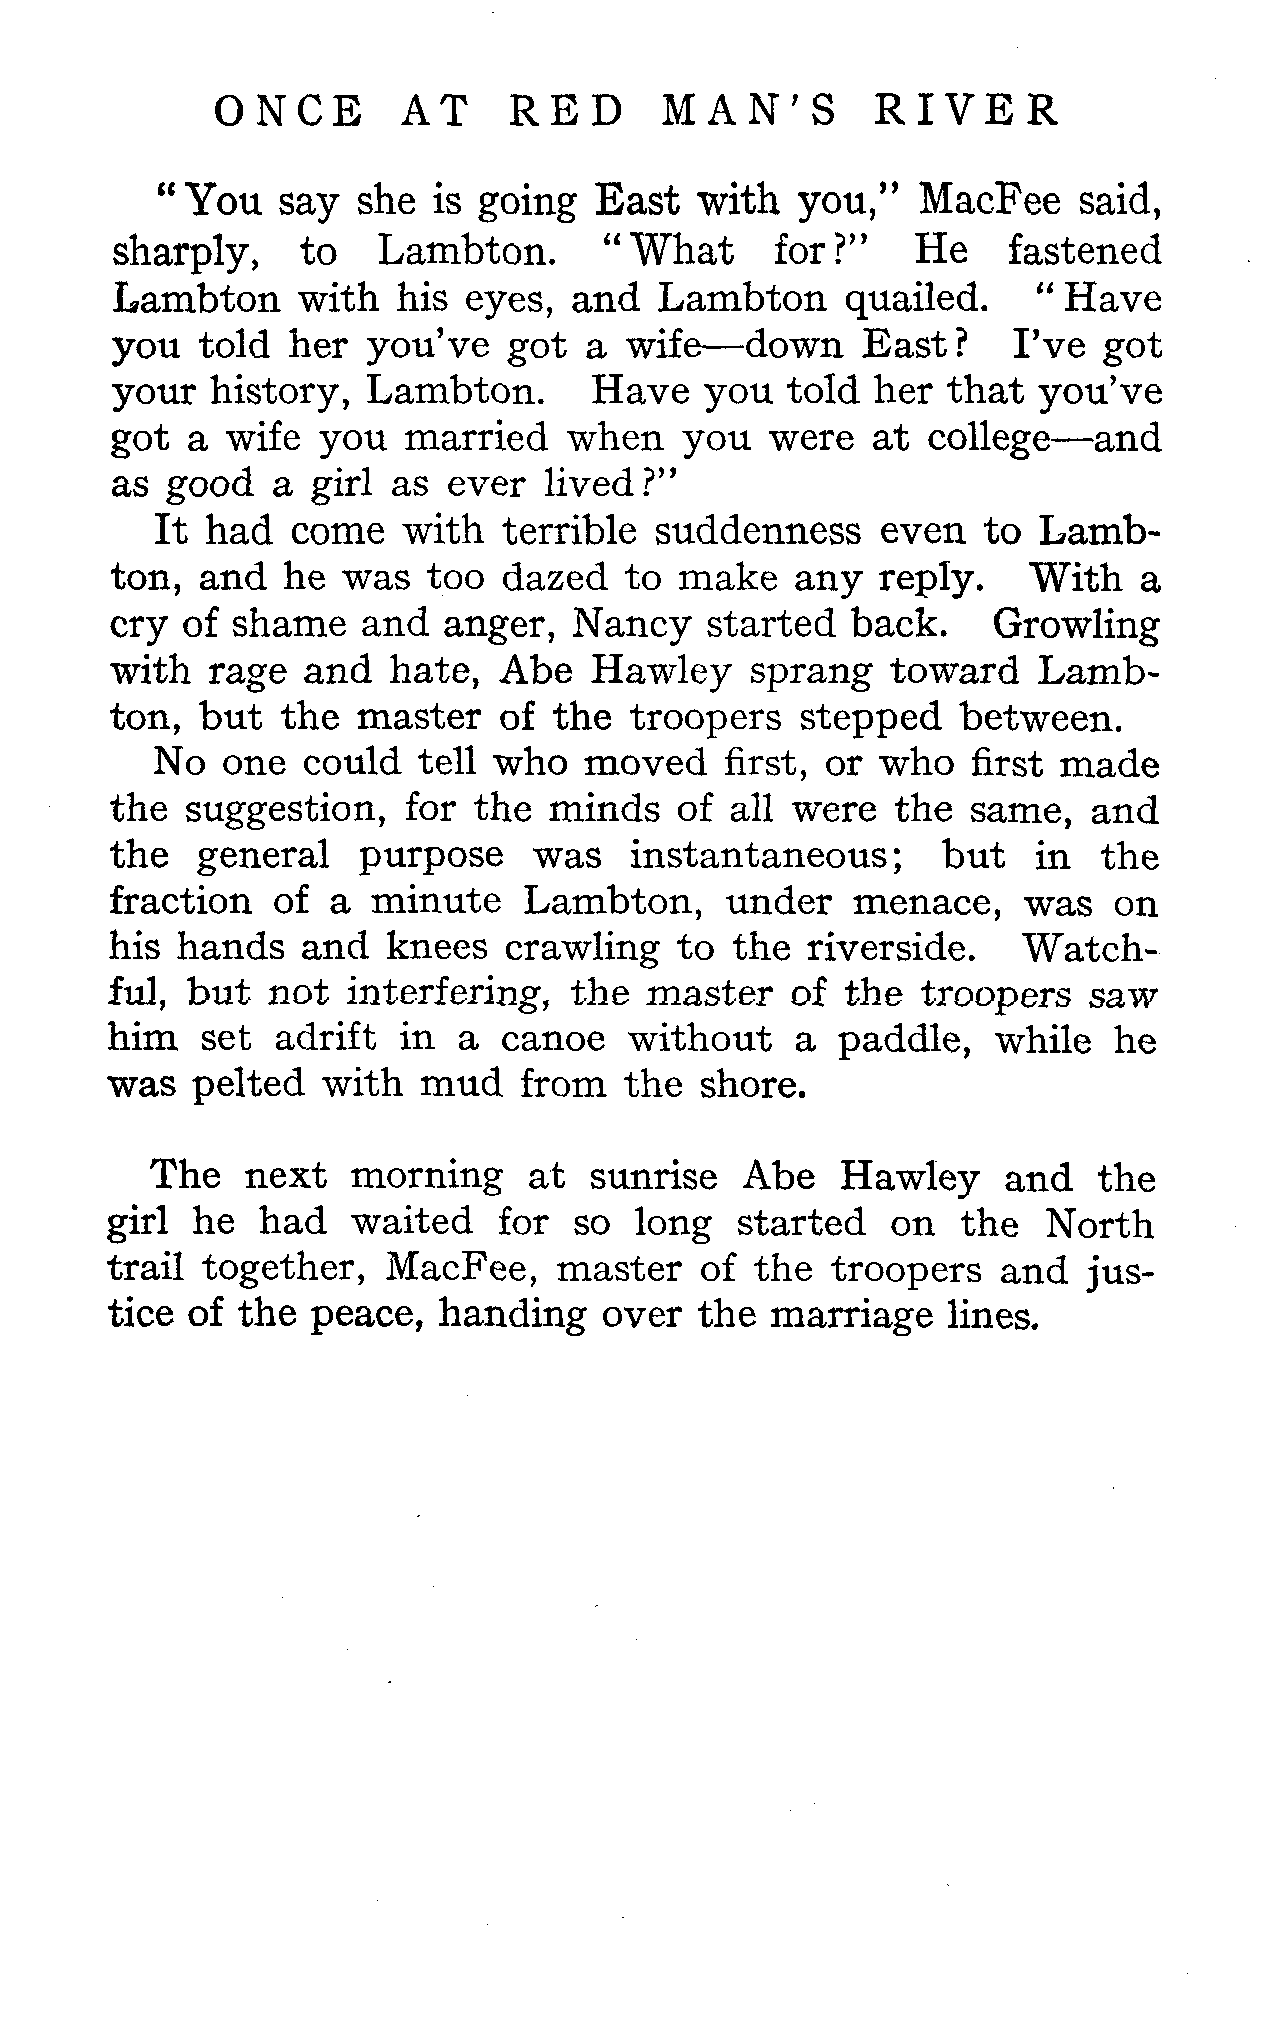 ONCE AT RED MAN'S RIVER
“You say she is going East with you,” MacFee said,
sharply, to Lambton. “What for?” He fastened
Lambton with his eyes, and Lambton quailed. “Have
you told her you've got a wife—down East? I've got
your history, Lambton. Have you told her that you've
got a wife you married when you were at college—and
as good a girl as ever lived?”
It had come with terrible suddenness even to Lamb-
ton, and he was too dazed to make any reply. With a
cry of shame and anger, Nancy started back. Growling
with rage and hate, Abe Hawley sprang toward Lamb-
ton, but the master of the troopers stepped between.
No one could tell who moved first, or who first made
the suggestion, for the minds of all were the same, and
the general purpose was instantaneous; but in the
fraction of a minute Lambton, under menace, was on
his hands and knees crawling to the riverside. Watch-
ful, but not interfering, the master of the troopers saw
him set adrift in a canoe without a paddle, while he
was pelted with mud from the shore.
The next morning at sunrise Abe Hawley and the
girl he had waited for so long started on the North
trail together, MacFee, master of the troopers and jus-
tice of the peace, handing over the marriage lines.